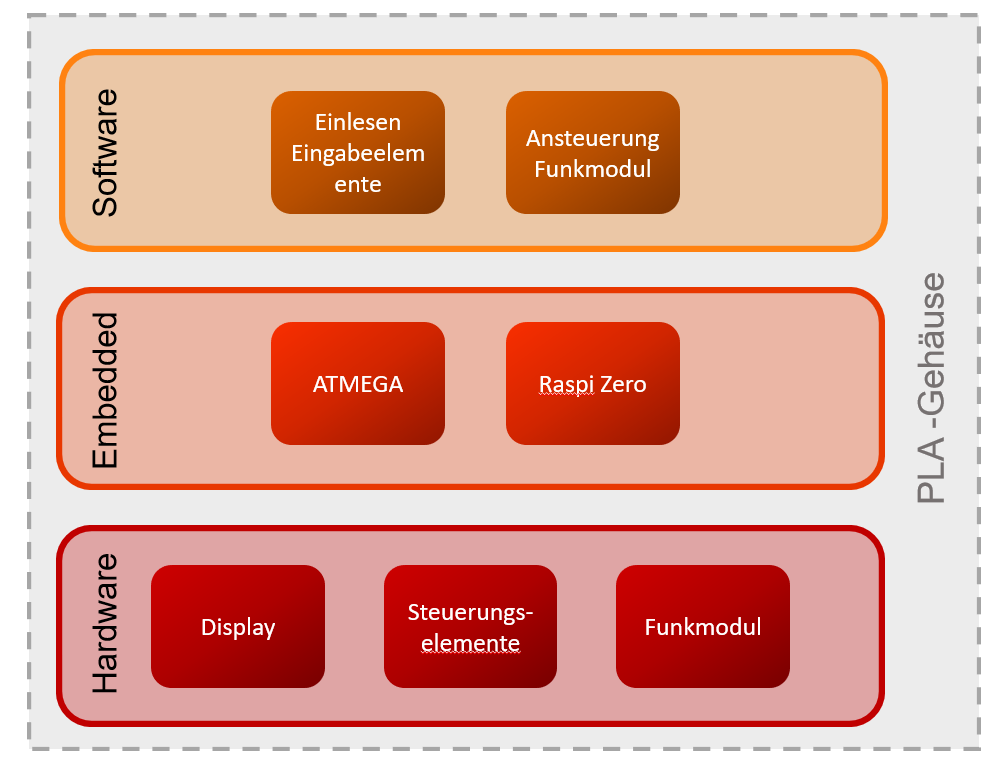 Software
Einlesen
Eingabeelem
ente
Ansteuerung
Funkmodul
Embedded
ATMEGA
Raspi Zero
PLA -Gehäuse
Hardware
Display
Steuerungs-
elemente
Funkmodul